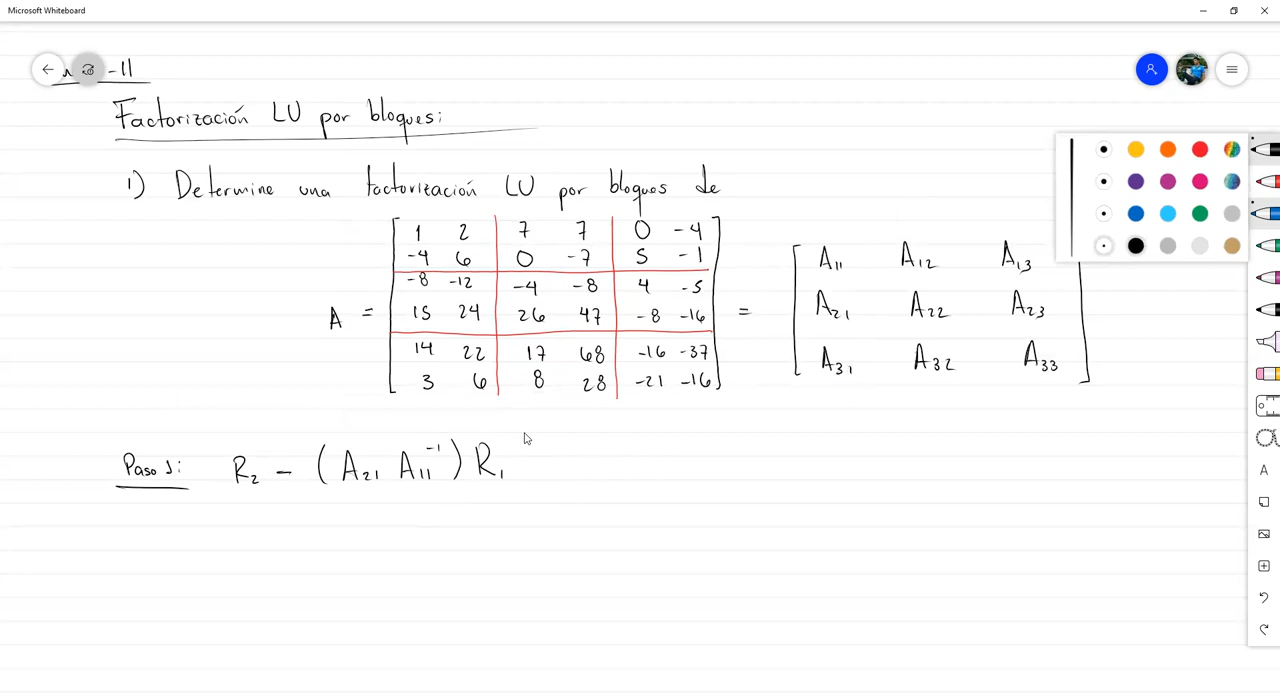 Microsoft Whiteboard
-11
Factorización LU por bloques:
1) Determine una factorización LU por bloques de
A = [ 1 2 7 7 0 -4
-4 6 0 -7 5 -1
-8 -12 -4 -8 4 -5
15 24 26 47 -8 -16
14 22 17 68 -16 -37
3 6 8 28 -21 -16 ] = [ A11 A12 A13
A21 A22 A23
A31 A32 A33 ]
Paso 1: R2 - (A21 A11^-1) R1
A